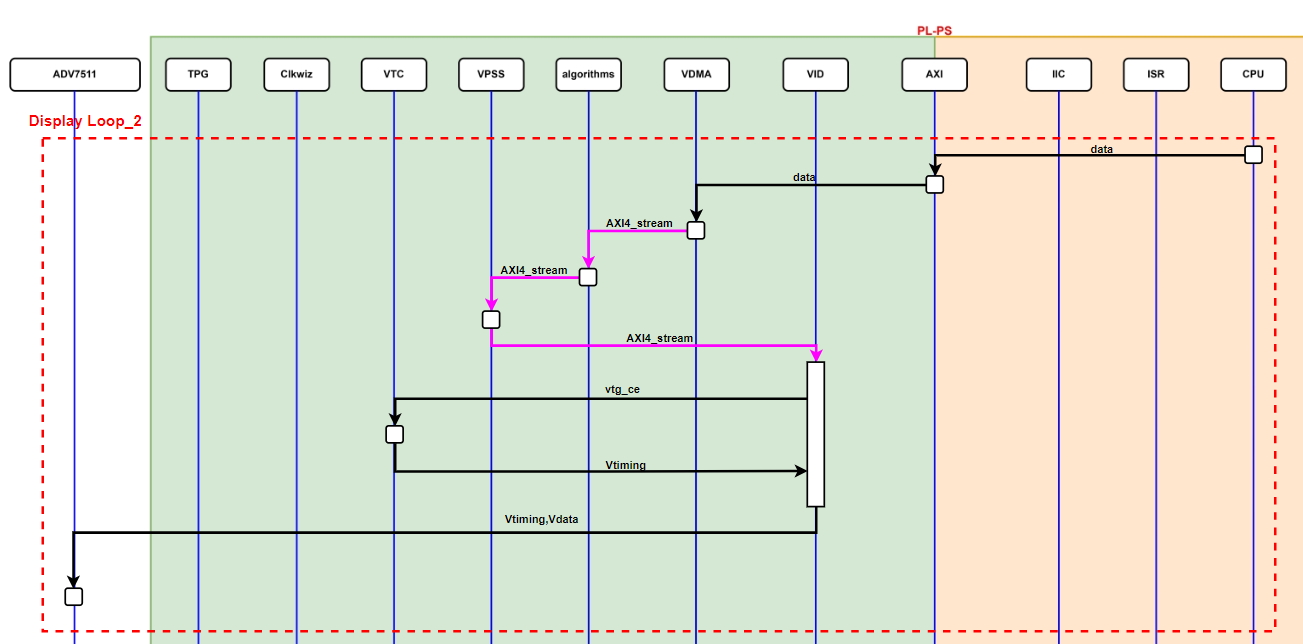 PL-PS
ADV7511
TPG
Clkwiz
VTC
VPSS
algorithms
VDMA
VID
AXI
IIC
ISR
CPU
Display Loop_2
data
data
AXI4_stream
AXI4_stream
AXI4_stream
vtg_ce
Vtiming
Vtiming,Vdata